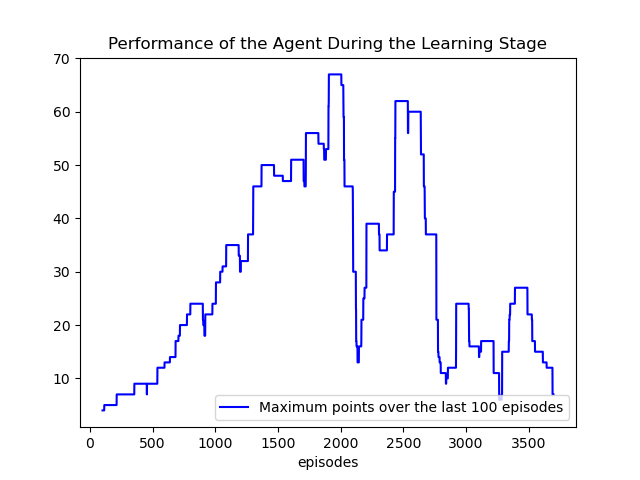 Performance of the Agent During the Learning Stage
70
60
50
40
30
20
10
Maximum points over the last 100 episodes
0 500 1000 1500 2000 2500 3000 3500
episodes